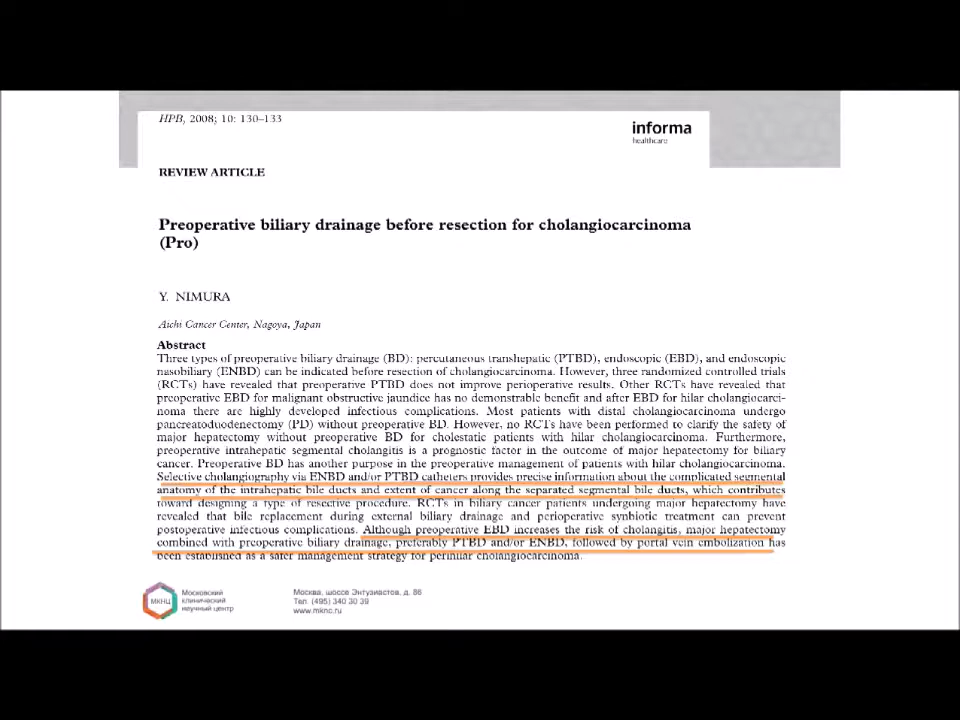 HPB, 2008; 10: 130–133
informa
healthcare
REVIEW ARTICLE
Preoperative biliary drainage before resection for cholangiocarcinoma
(Pro)
Y. NIMURA
Aichi Cancer Center, Nagoya, Japan
Abstract
Three types of preoperative biliary drainage (BD): percutaneous transhepatic (PTBD), endoscopic (EBD), and endoscopic
nasobiliary (ENBD) can be indicated before resection of cholangiocarcinoma. However, three randomized controlled trials
(RCTs) have revealed that preoperative PTBD does not improve perioperative results. Other RCTs have revealed that
preoperative EBD for malignant obstructive jaundice has no demonstrable benefit and after EBD for hilar cholangiocarci-
noma there are highly developed infectious complications. Most patients with distal cholangiocarcinoma undergo
pancreatoduodenectomy (PD) without preoperative BD. However, no RCTs have been performed to clarify the safety of
major hepatectomy without preoperative BD for cholestatic patients with hilar cholangiocarcinoma. Furthermore,
preoperative intrahepatic segmental cholangitis is a prognostic factor in the outcome of major hepatectomy for biliary
cancer. Preoperative BD has another purpose in the preoperative management of patients with hilar cholangiocarcinoma.
Selective cholangiography via ENBD and/or PTBD catheters provides precise information about the complicated segmental
anatomy of the intrahepatic bile ducts and extent of cancer along the separated segmental bile ducts, which contributes
toward designing a type of resective procedure. RCTs in biliary cancer patients undergoing major hepatectomy have
revealed that bile replacement during external biliary drainage and perioperative synbiotic treatment can prevent
postoperative infectious complications. Although preoperative EBD increases the risk of cholangitis, major hepatectomy
combined with preoperative biliary drainage, preferably PTBD and/or ENBD, followed by portal vein embolization has
been established as a safer management strategy for perihilar cholangiocarcinoma.
МКНЦ
Московский
клинический
научный центр
Москва, шоссе Энтузиастов, д. 86
Тел. (495) 340 30 39
www.mknc.ru